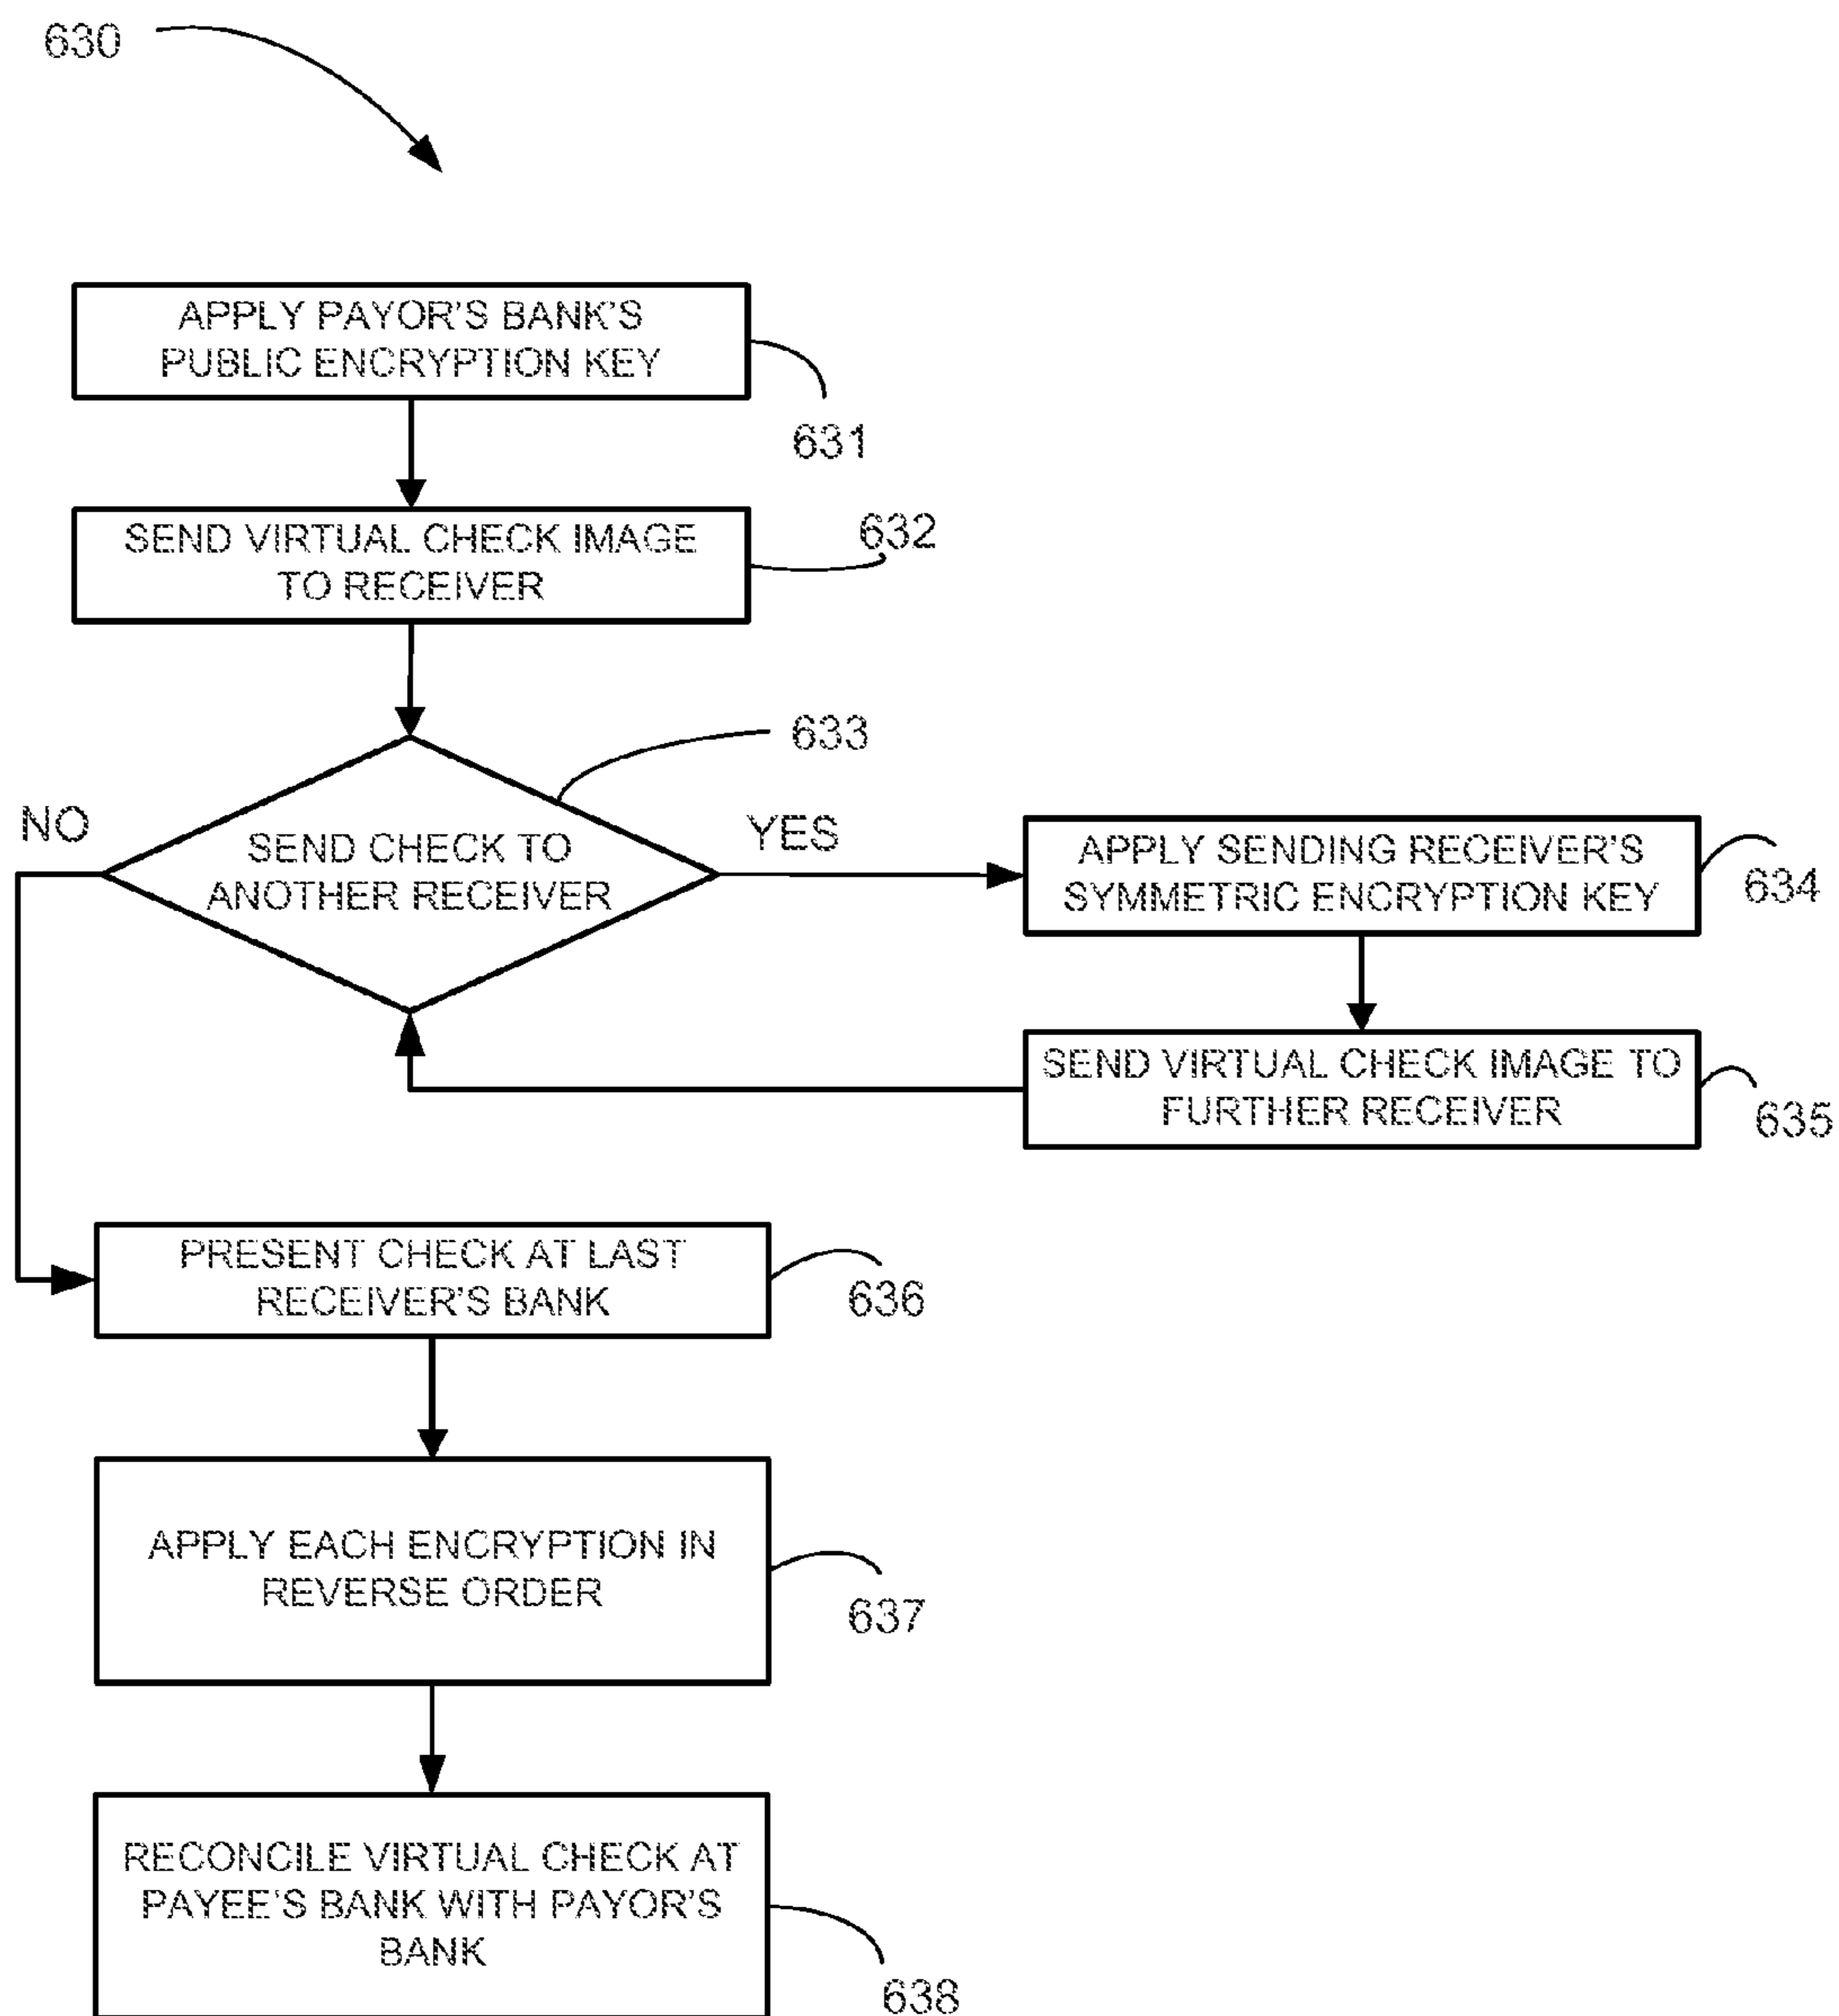 630
APPLY PAYOR'S BANK'S
PUBLIC ENCRYPTION KEY
631
SEND VIRTUAL CHECK IMAGE
TO RECEIVER
632
633
SEND CHECK TO
ANOTHER RECEIVER
NO
YES
APPLY SENDING RECEIVER'S
SYMMETRIC ENCRYPTION KEY
634
SEND VIRTUAL CHECK IMAGE TO
FURTHER RECEIVER
635
PRESENT CHECK AT LAST
RECEIVER'S BANK
636
APPLY EACH ENCRYPTION IN
REVERSE ORDER
637
RECONCILE VIRTUAL CHECK AT
PAYEE'S BANK WITH PAYOR'S
BANK
638